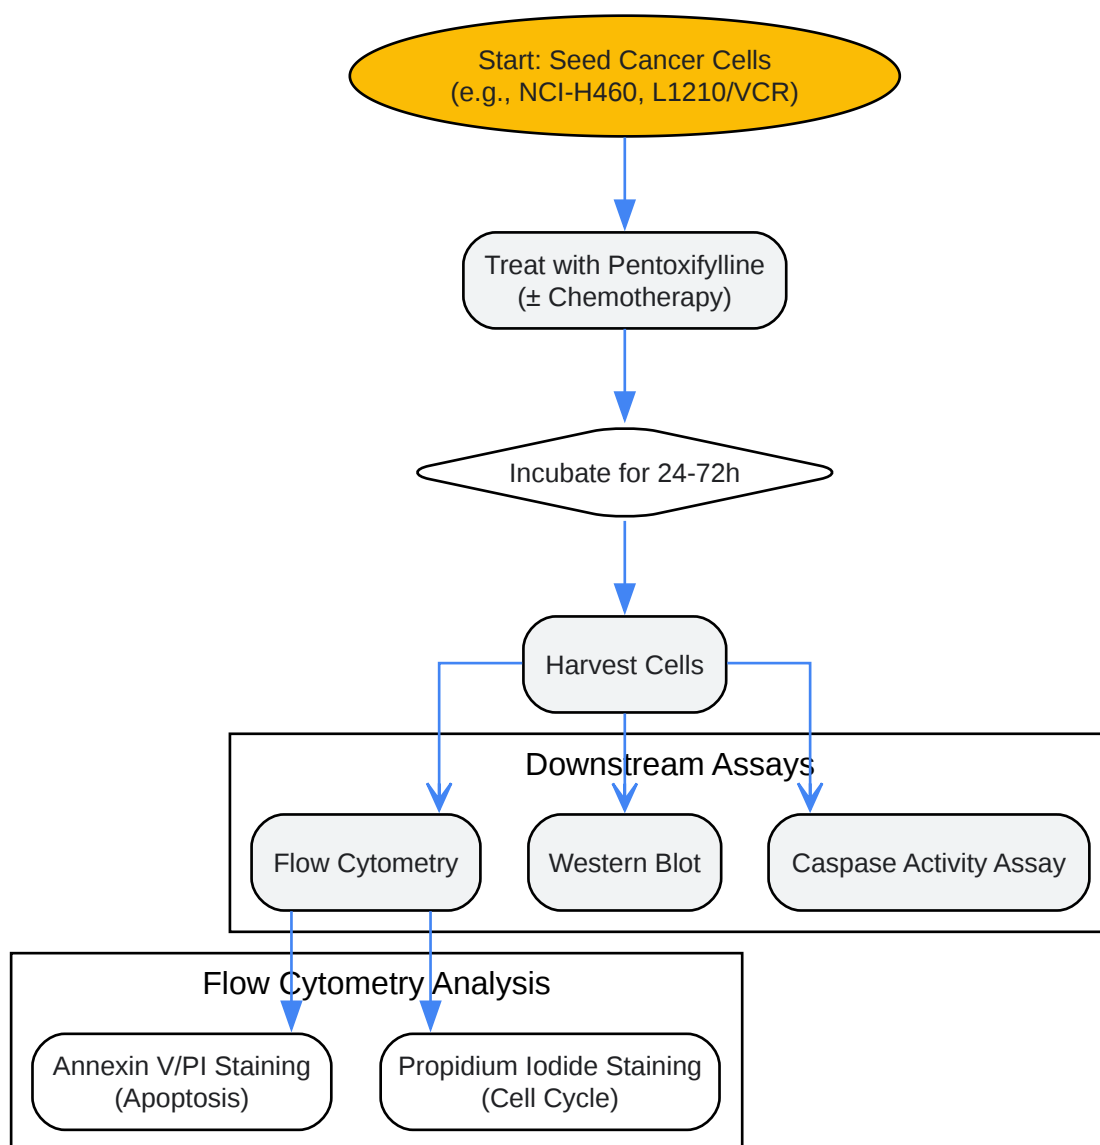 Start: Seed Cancer Cells
(e.g., NCI-H460, L1210/VCR)
Treat with Pentoxifylline
(± Chemotherapy)
Incubate for 24-72h
Harvest Cells
Downstream Assays
Flow Cytometry
Western Blot
Caspase Activity Assay
Flow Cytometry Analysis
Annexin V/PI Staining
(Apoptosis)
Propidium Iodide Staining
(Cell Cycle)